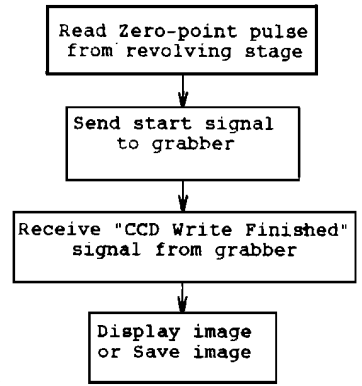 Read Zero-point pulse
from revolving stage
Send start signal
to grabber
Receive "CCD Write Finished"
signal from grabber
Display image
or Save image